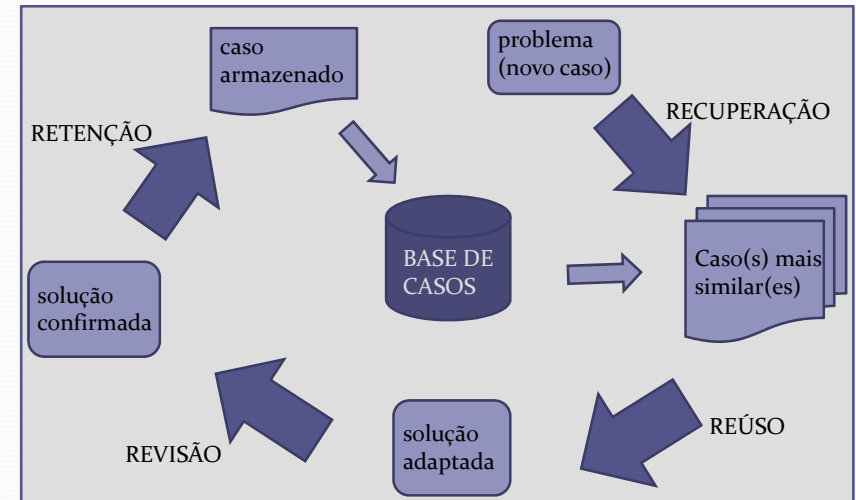 caso
armazenado
problema
(novo caso)
RETENÇÃO
RECUPERAÇÃO
BASE DE
CASOS
Caso(s) mais
similar(es)
solução
confirmada
REVISÃO
solução
adaptada
REÚSO